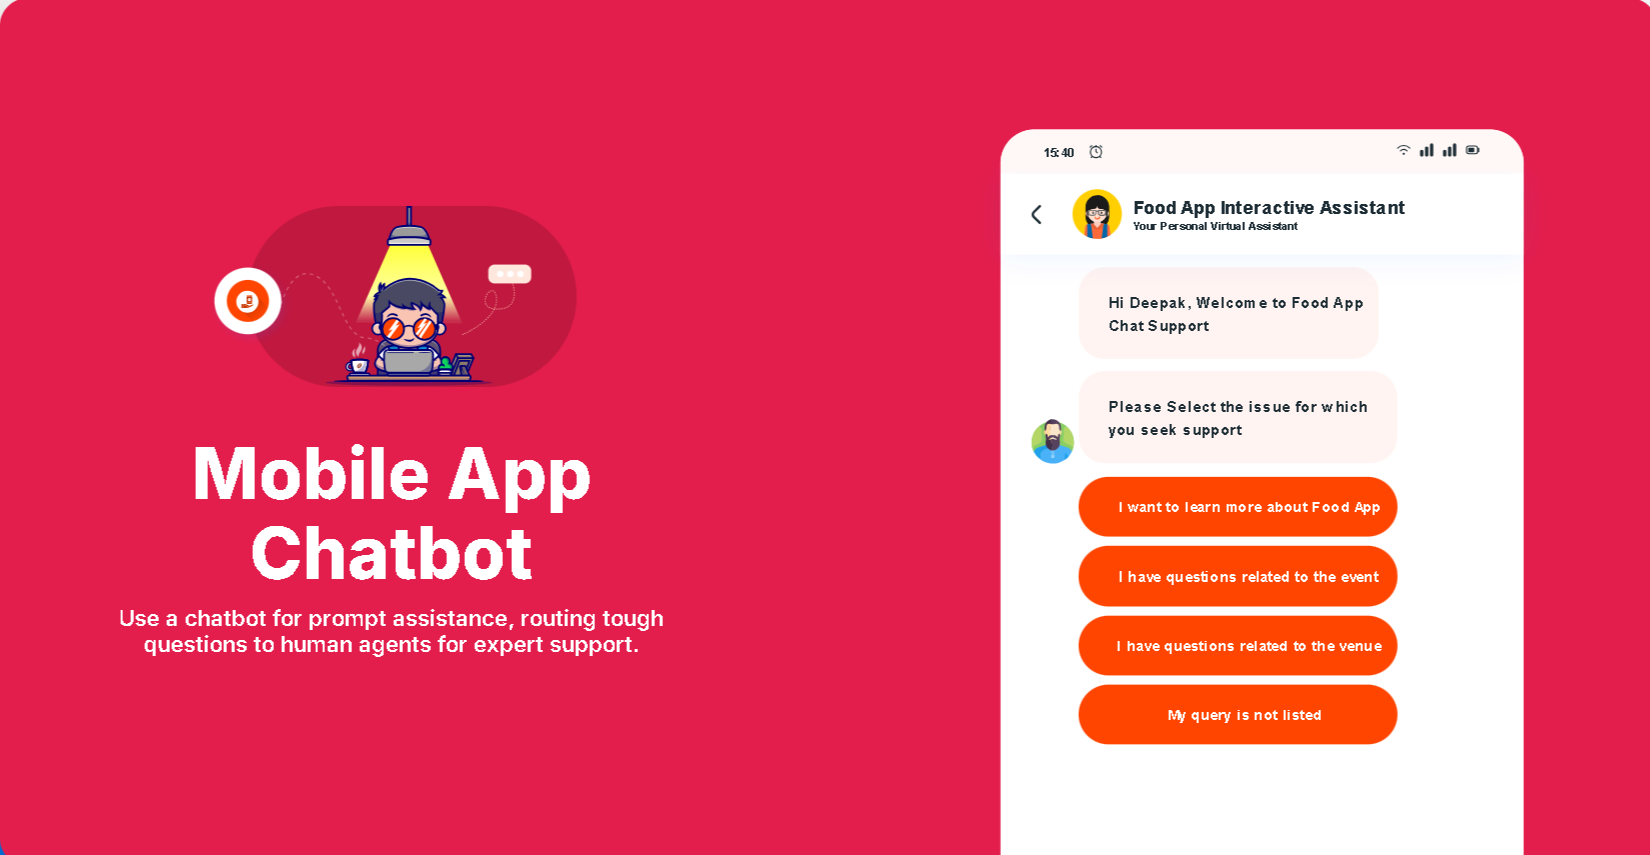 Mobile App
Chatbot
Use a chatbot for prompt assistance, routing tough
questions to human agents for expert support.
15:40
Food App Interactive Assistant
Your Personal Virtual Assistant
Hi Deepak, Welcome to Food App
Chat Support
Please Select the issue for which
you seek support
I want to learn more about Food App
I have questions related to the event
I have questions related to the venue
My query is not listed